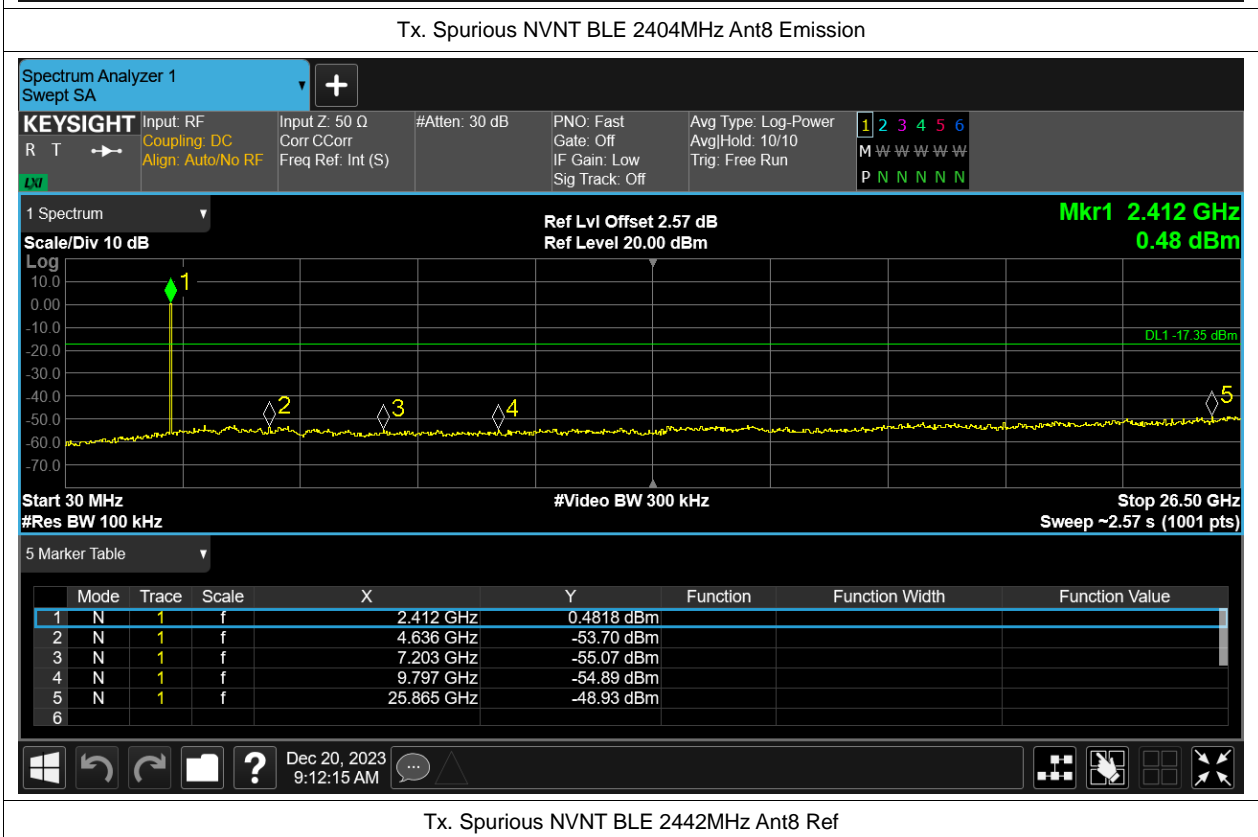 Tx. Spurious NVNT BLE 2404MHz Ant8 Emission
Spectrum Analyzer 1
Swept SA
+
KEYSIGHT Input: RF Input Z: 50 Ω #Atten: 30 dB PNO: Fast Avg Type: Log-Power 1 2 3 4 5 6
R T Coupling: DC Corr CCorr Gate: Off Avg|Hold: 10/10 M W W W W W
Align: Auto/No RF Freq Ref: Int (S) IF Gain: Low Trig: Free Run
LXI Sig Track: Off P N N N N N
1 Spectrum Ref Lvl Offset 2.57 dB Mkr1 2.412 GHz
Scale/Div 10 dB Ref Level 20.00 dBm 0.48 dBm
Log
10.0 1
0.00
-10.0 DL1 -17.35 dBm
-20.0
-30.0
-40.0 2 3 4 5
-50.0
-60.0
-70.0
Start 30 MHz #Video BW 300 kHz Stop 26.50 GHz
#Res BW 100 kHz Sweep ~2.57 s (1001 pts)
5 Marker Table
Mode Trace Scale X Y Function Function Width Function Value
1 N 1 f 2.412 GHz 0.4818 dBm
2 N 1 f 4.636 GHz -53.70 dBm
3 N 1 f 7.203 GHz -55.07 dBm
4 N 1 f 9.797 GHz -54.89 dBm
5 N 1 f 25.865 GHz -48.93 dBm
6
? Dec 20, 2023
9:12:15 AM
Tx. Spurious NVNT BLE 2442MHz Ant8 Ref